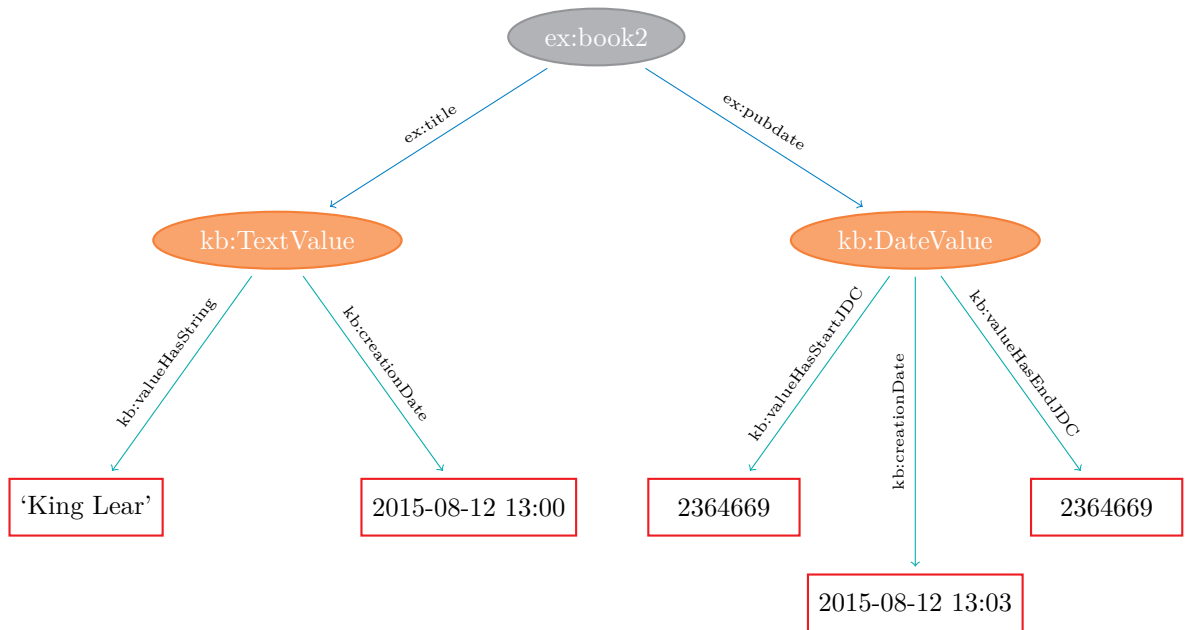 ex:book2
ex:title
ex:pubdate
kb:TextValue
kb:DateValue
kb:valueHasString
kb:creationDate
kb:valueHasStartJDC
kb:creationDate
kb:valueHasEndJDC
‘King Lear’
2015-08-12 13:00
2364669
2364669
2015-08-12 13:03